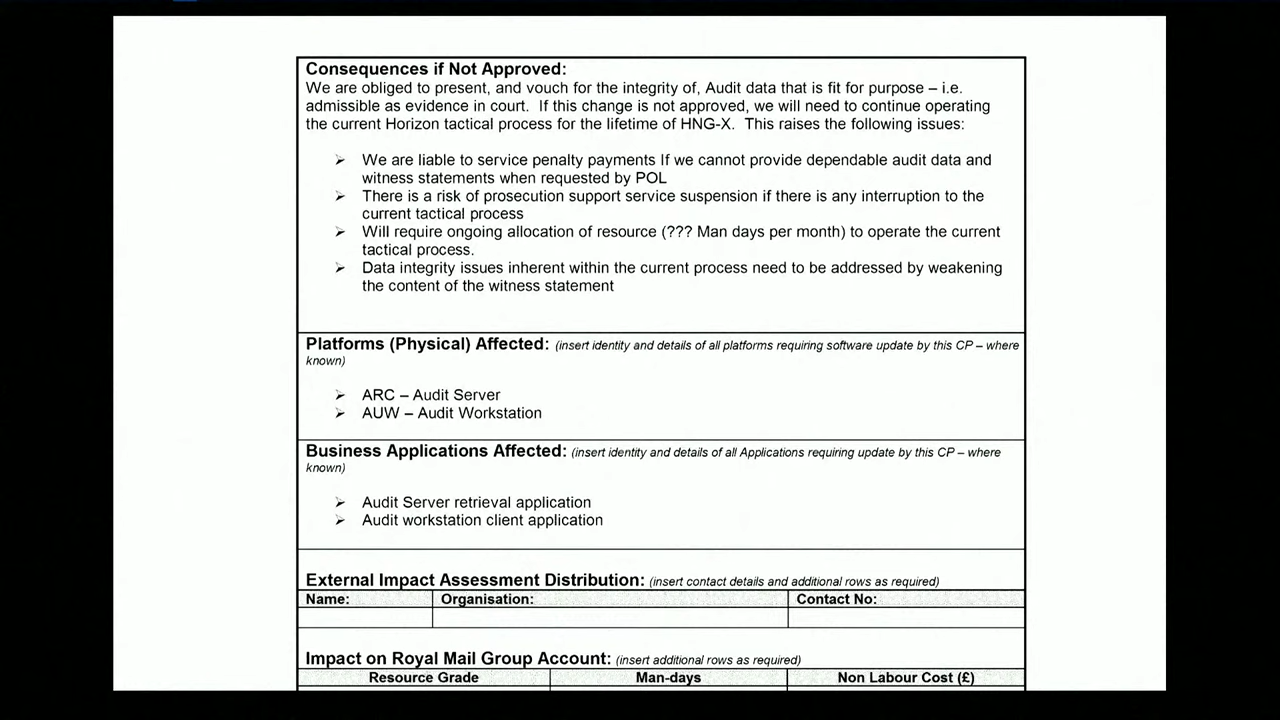 Consequences if Not Approved:
We are obliged to present, and vouch for the integrity of, Audit data that is fit for purpose – i.e.
admissible as evidence in court.  If this change is not approved, we will need to continue operating
the current Horizon tactical process for the lifetime of HNG-X.  This raises the following issues:
➢ We are liable to service penalty payments If we cannot provide dependable audit data and
witness statements when requested by POL
➢ There is a risk of prosecution support service suspension if there is any interruption to the
current tactical process
➢ Will require ongoing allocation of resource (??? Man days per month) to operate the current
tactical process.
➢ Data integrity issues inherent within the current process need to be addressed by weakening
the content of the witness statement
Platforms (Physical) Affected: (insert identity and details of all platforms requiring software update by this CP – where
known)
➢ ARC – Audit Server
➢ AUW – Audit Workstation
Business Applications Affected: (insert identity and details of all Applications requiring update by this CP – where
known)
➢ Audit Server retrieval application
➢ Audit workstation client application
External Impact Assessment Distribution: (insert contact details and additional rows as required)
Name: Organisation: Contact No:
Impact on Royal Mail Group Account: (insert additional rows as required)
Resource Grade Man-days Non Labour Cost (£)